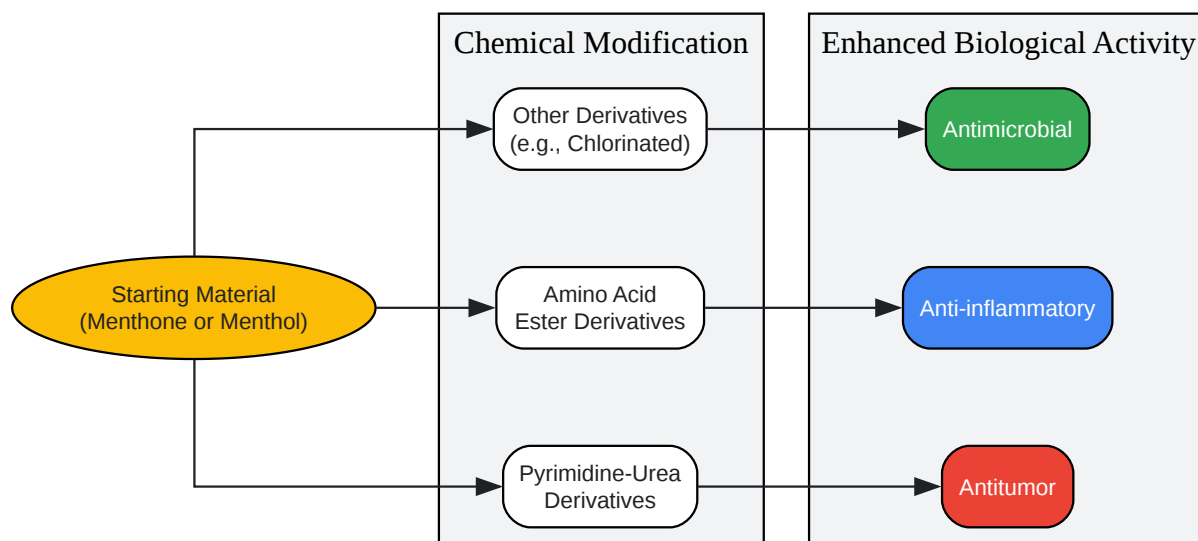 Chemical Modification
Enhanced Biological Activity
Other Derivatives
(e.g., Chlorinated)
Antimicrobial
Starting Material
(Menthone or Menthol)
Amino Acid
Ester Derivatives
Anti-inflammatory
Pyrimidine-Urea
Derivatives
Antitumor